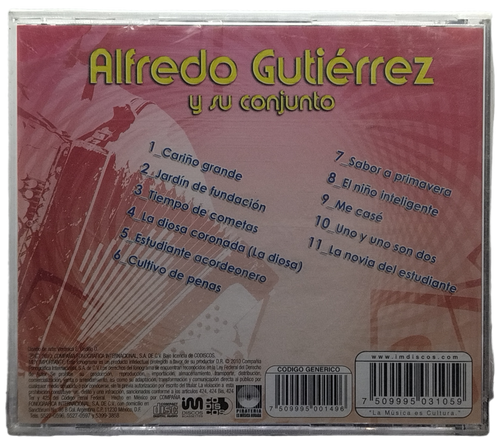 Alfredo Gutiérrez
y su conjunto
1_Cariño grande
2_Jardín de fundación
3_Tiempo de cometas
4_La diosa coronada (La diosa)
5_Estudiante acordeonero
6_Cultivo de penas
7_Sabor a primavera
8_El niño inteligente
9_Me casé
10_Uno y uno son dos
11_La novia del estudiante
CODIGO GENERICO
7 509995 001496
PIRATERIA
www.imdiscos.com
7 509995 031059
"La Música es Cultura."